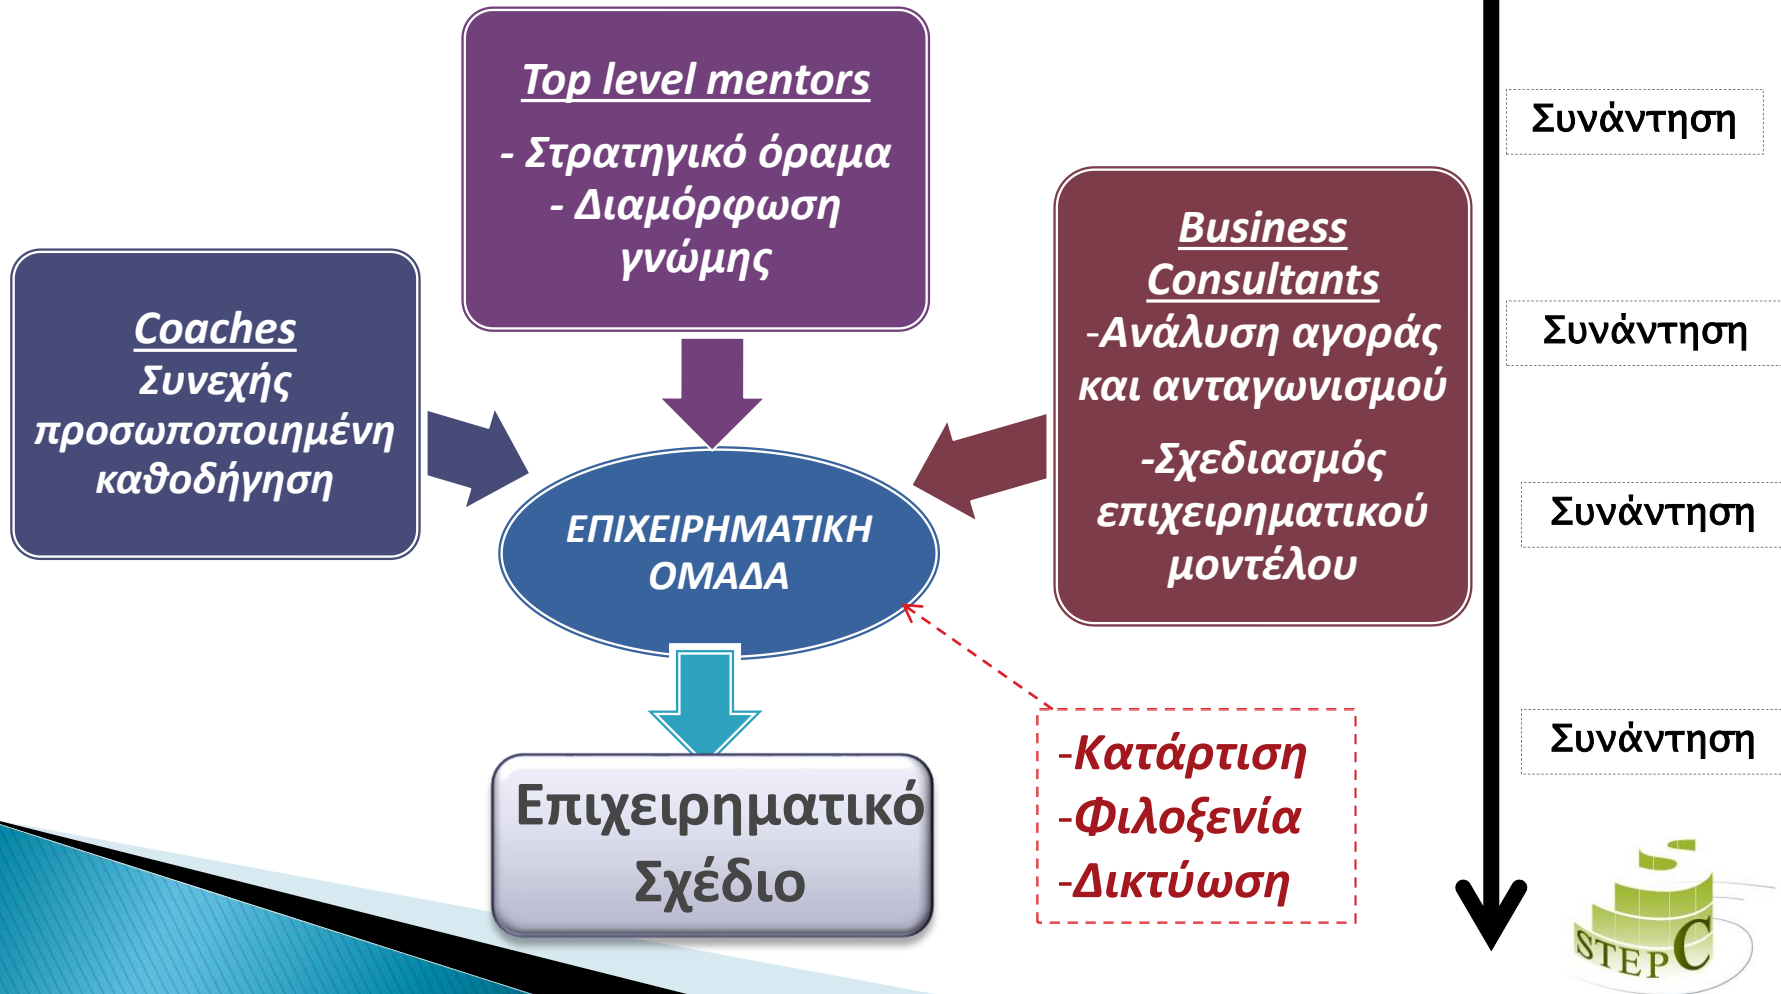 Top level mentors
- Στρατηγικό όραμα
- Διαμόρφωση
γνώμης
Coaches
Συνεχής
προσωποποιημένη
καθοδήγηση
Business
Consultants
-Ανάλυση αγοράς
και ανταγωνισμού
-Σχεδιασμός
επιχειρηματικού
μοντέλου
ΕΠΙΧΕΙΡΗΜΑΤΙΚΗ
ΟΜΑΔΑ
Επιχειρηματικό
Σχέδιο
-Κατάρτιση
-Φιλοξενία
-Δικτύωση
Συνάντηση
Συνάντηση
Συνάντηση
Συνάντηση
STEP C